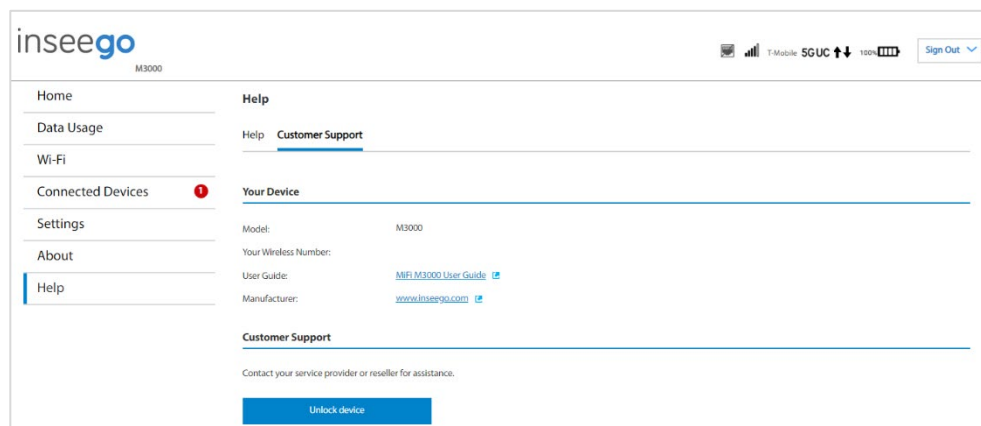 inseego
M3000
T-Mobile 5G UC 100%
Sign Out
Home
Data Usage
Wi-Fi
Connected Devices 1
Settings
About
Help
Help
Help Customer Support
Your Device
Model: M3000
Your Wireless Number:
User Guide: MiFi M3000 User Guide
Manufacturer: www.inseego.com
Customer Support
Contact your service provider or reseller for assistance.
Unlock device